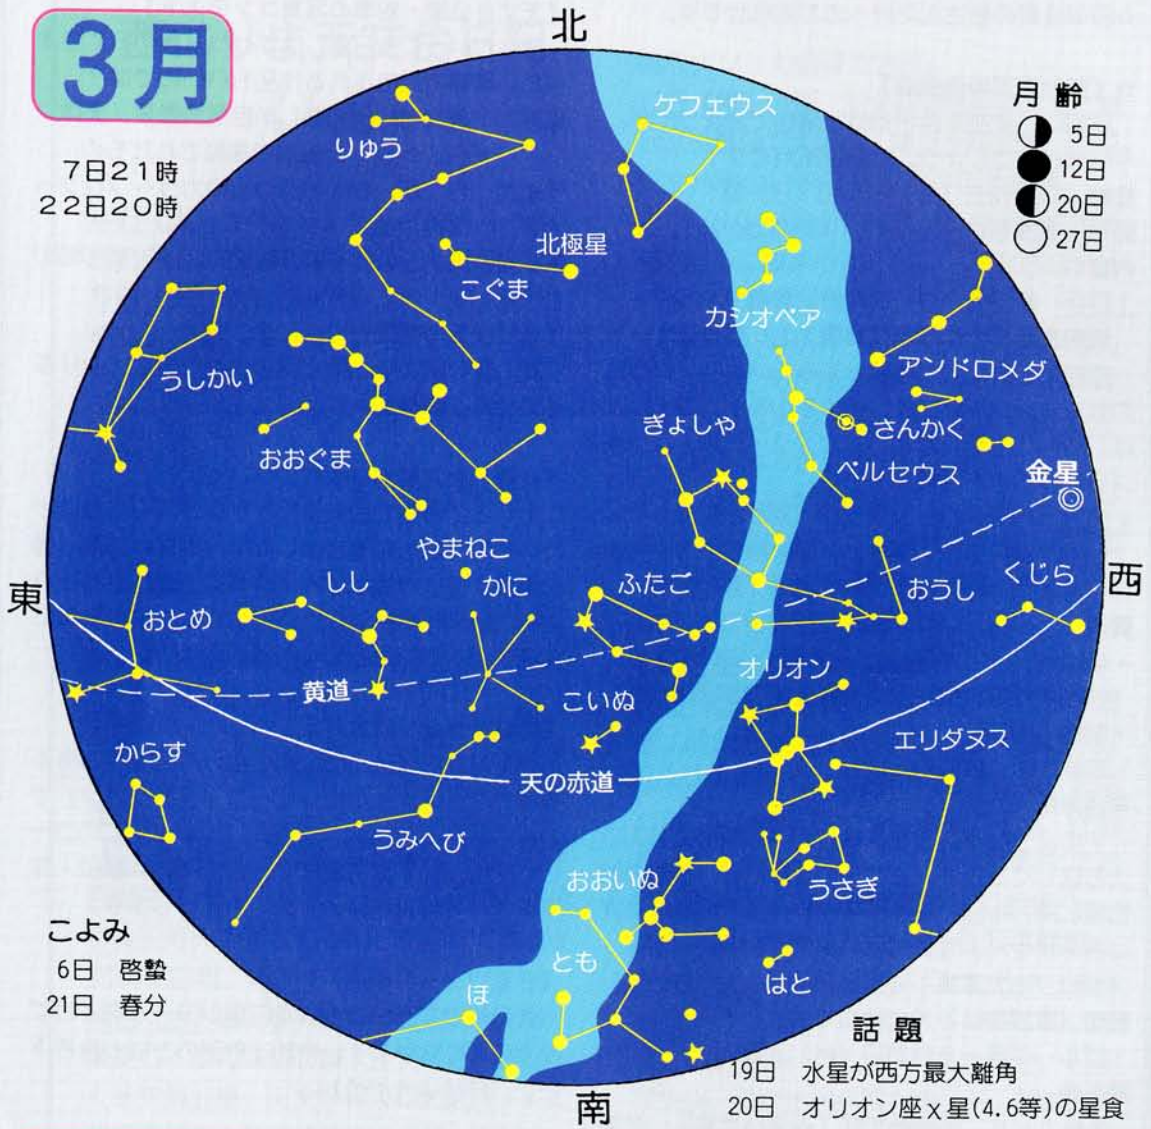 3月
北
7日21時
22日20時
月 齢
5日
12日
20日
27日
ケフェウス
りゅう
北極星
こぐま
カシオペア
アンドロメダ
うしかい
ぎょしゃ
さんかく
おおぐま
ペルセウス
金星
やまねこ
しし
かに
ふたご
おうし
くじら
東
西
おとめ
黄道
こいぬ
オリオン
からす
エリダヌス
天の赤道
うみへび
おおいぬ
うさぎ
とも
はと
ほ
こよみ
6日 啓蟄
21日 春分
南
話 題
19日 水星が西方最大離角
20日 オリオン座χ星(4.6等)の星食